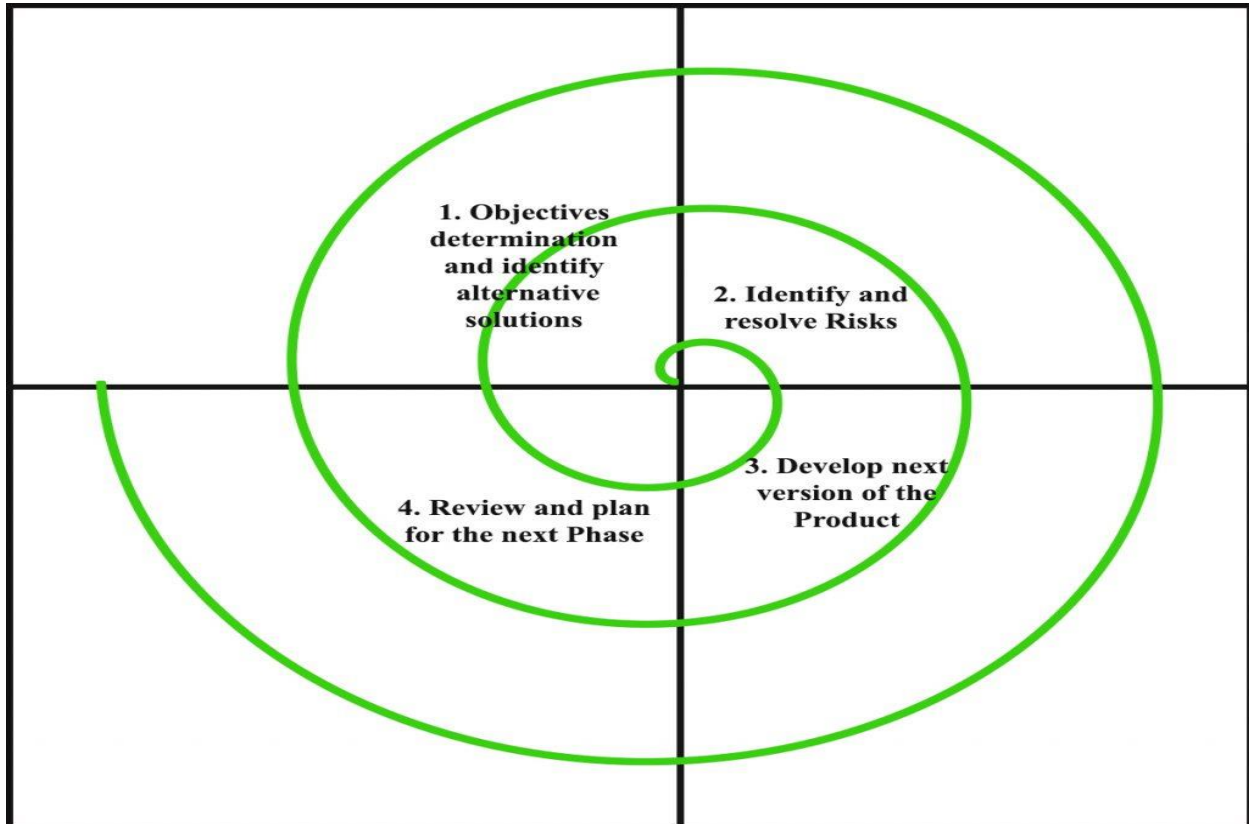 1. Objectives
determination
and identify
alternative
solutions
2. Identify and
resolve Risks
3. Develop next
version of the
Product
4. Review and plan
for the next Phase